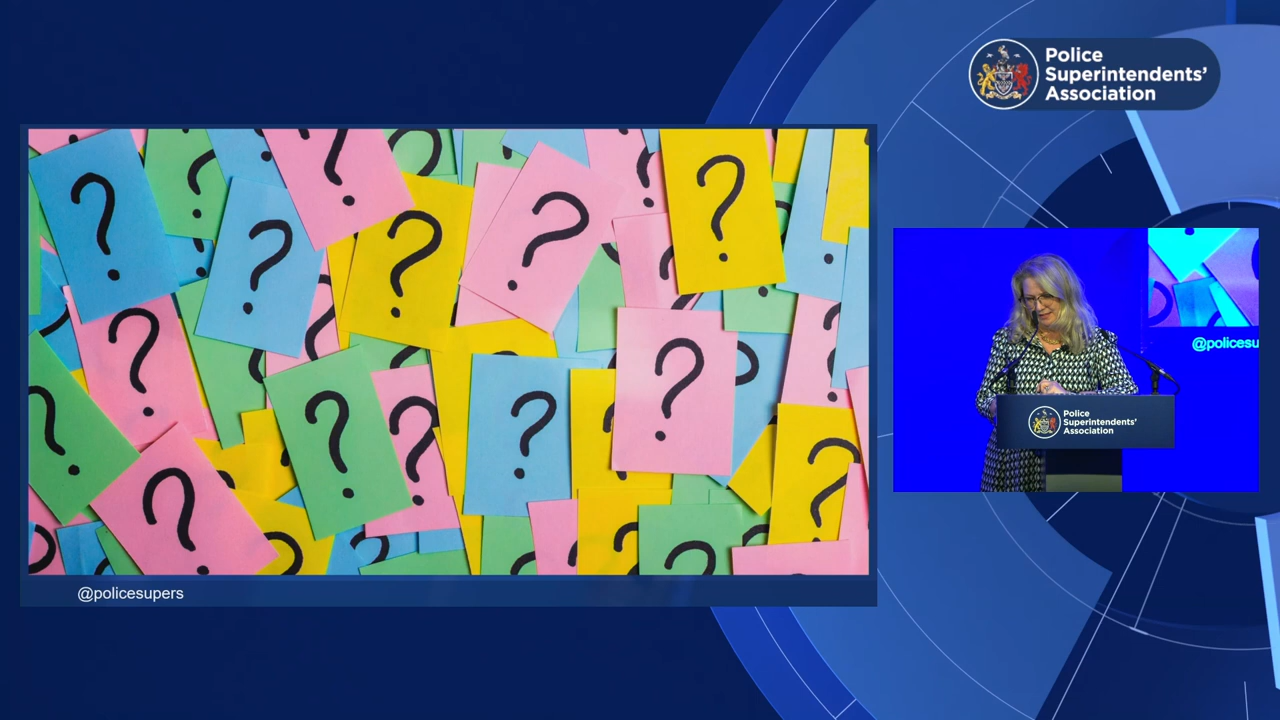 Police
Superintendents'
Association
@policesu
Police
Superintendents'
Association
@policesupers